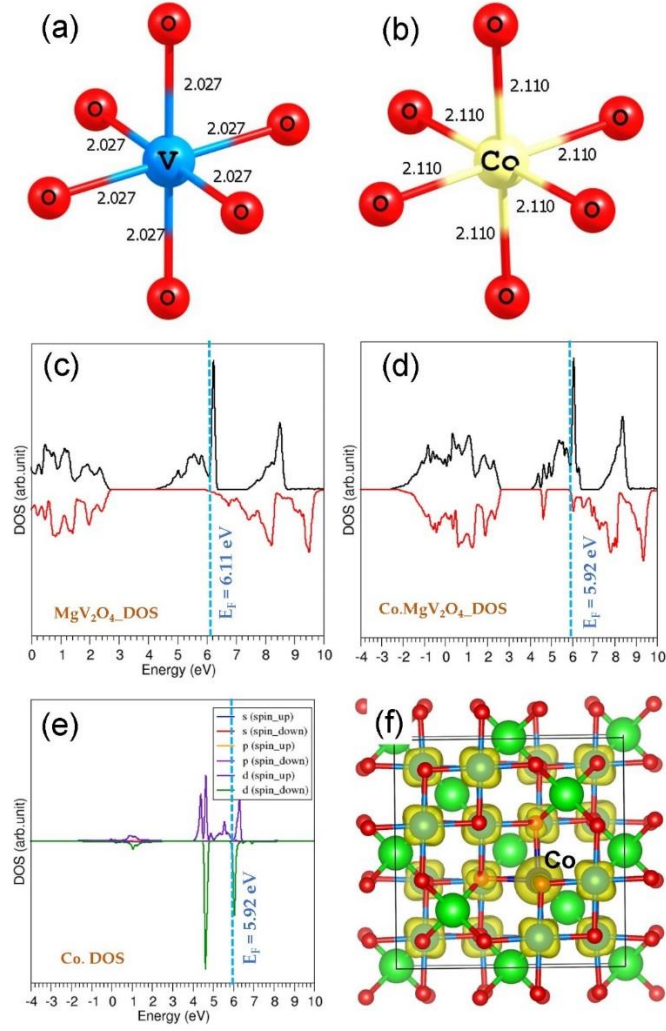 (a)
(b)
O
O
2.027
2.110
O
O
O
O
2.027
2.027
2.110
2.110
V
Co
2.027
2.027
2.110
2.110
O
O
O
O
2.027
2.110
O
O
(c)
(d)
DOS (arb.unit)
DOS (arb.unit)
E_F = 6.11 eV
E_F = 5.92 eV
MgV₂O₄_DOS
Co.MgV₂O₄_DOS
0 1 2 3 4 5 6 7 8 9 10
-4 -3 -2 -1 0 1 2 3 4 5 6 7 8 9 10
Energy (eV)
Energy (eV)
(e)
(f)
s (spin_up)
s (spin_down)
p (spin_up)
p (spin_down)
d (spin_up)
d (spin_down)
DOS (arb.unit)
Co
E_F = 5.92 eV
Co. DOS
-4 -3 -2 -1 0 1 2 3 4 5 6 7 8 9 10
Energy (eV)